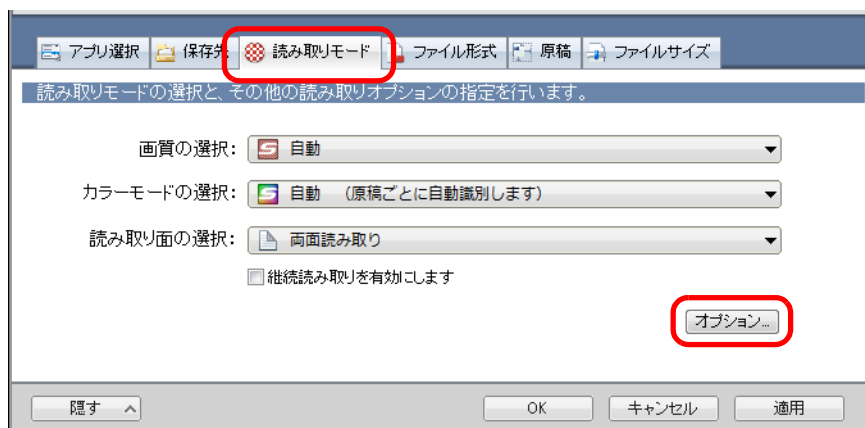 アプリ選択 保存先 読み取りモード ファイル形式 原稿 ファイルサイズ
読み取りモードの選択と、その他の読み取りオプションの指定を行います。
画質の選択: 自動
カラーモードの選択: 自動 (原稿ごとに自動識別します)
読み取り面の選択: 両面読み取り
継続読み取りを有効にします
オプション...
隠す OK キャンセル 適用